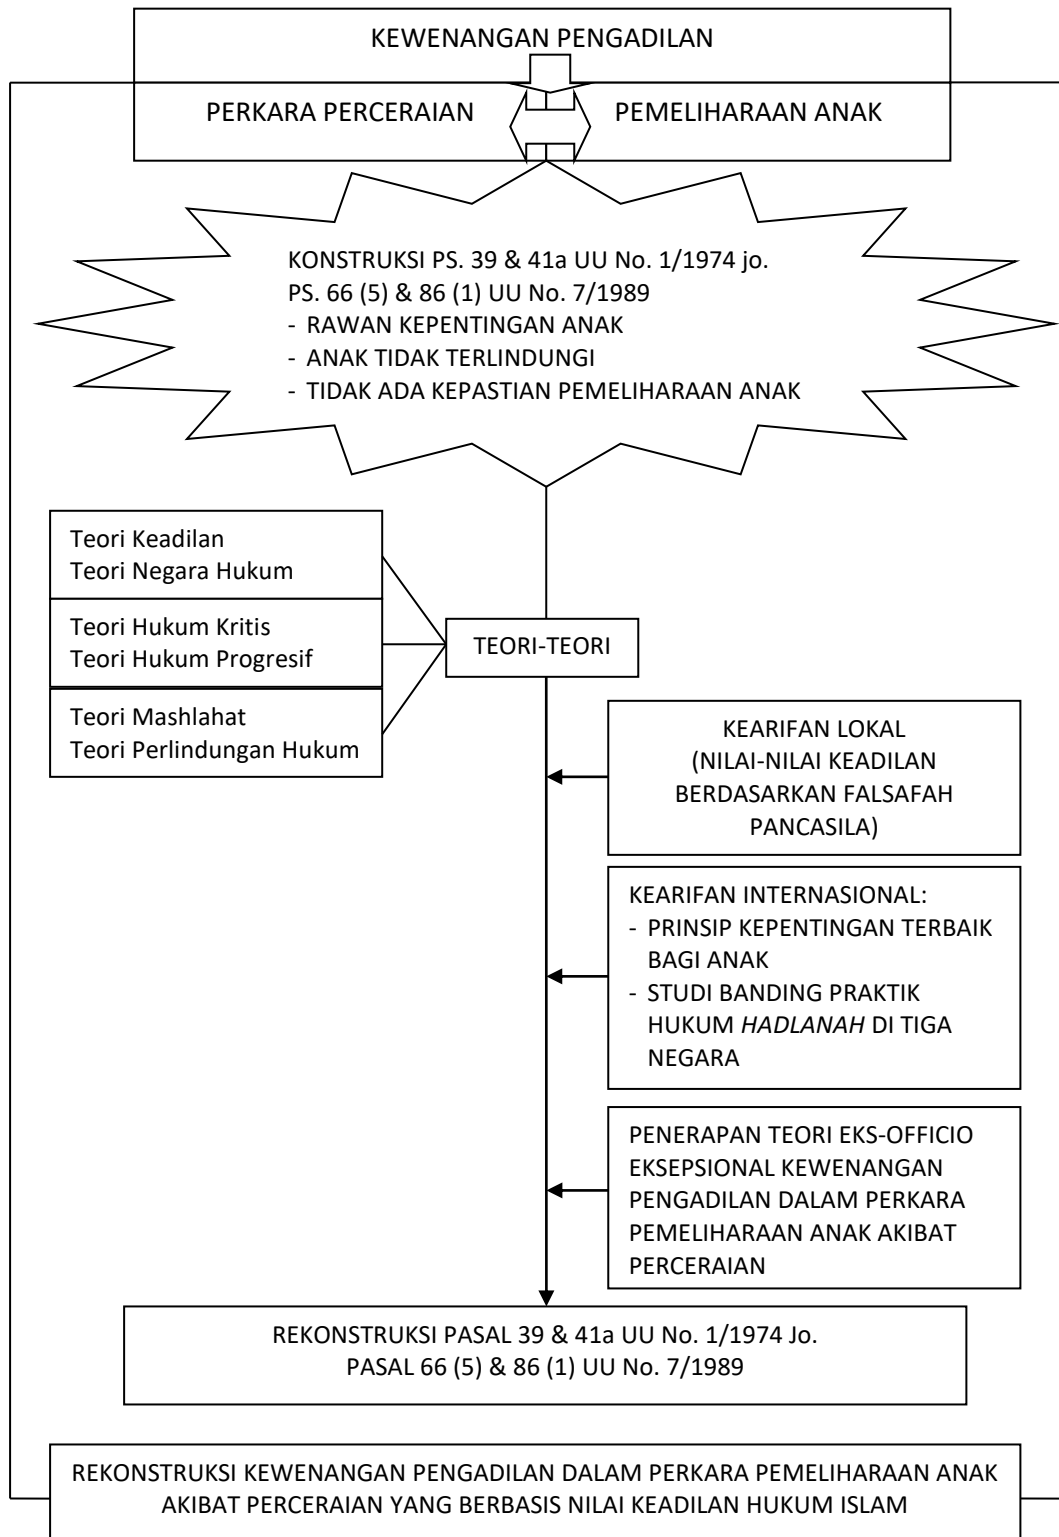 KEWENANGAN PENGADILAN
PERKARA PERCERAIAN
PEMELIHARAAN ANAK
KONSTRUKSI PS. 39 & 41a UU No. 1/1974 jo.
PS. 66 (5) & 86 (1) UU No. 7/1989
- RAWAN KEPENTINGAN ANAK
- ANAK TIDAK TERLINDUNGI
- TIDAK ADA KEPASTIAN PEMELIHARAAN ANAK
Teori Keadilan
Teori Negara Hukum
Teori Hukum Kritis
Teori Hukum Progresif
Teori Mashlahat
Teori Perlindungan Hukum
TEORI-TEORI
KEARIFAN LOKAL
(NILAI-NILAI KEADILAN
BERDASARKAN FALSAFAH
PANCASILA)
KEARIFAN INTERNASIONAL:
- PRINSIP KEPENTINGAN TERBAIK
BAGI ANAK
- STUDI BANDING PRAKTIK
HUKUM HADLANAH DI TIGA
NEGARA
PENERAPAN TEORI EKS-OFFICIO
EKSEPSIONAL KEWENANGAN
PENGADILAN DALAM PERKARA
PEMELIHARAAN ANAK AKIBAT
PERCERAIAN
REKONSTRUKSI PASAL 39 & 41a UU No. 1/1974 Jo.
PASAL 66 (5) & 86 (1) UU No. 7/1989
REKONSTRUKSI KEWENANGAN PENGADILAN DALAM PERKARA PEMELIHARAAN ANAK
AKIBAT PERCERAIAN YANG BERBASIS NILAI KEADILAN HUKUM ISLAM